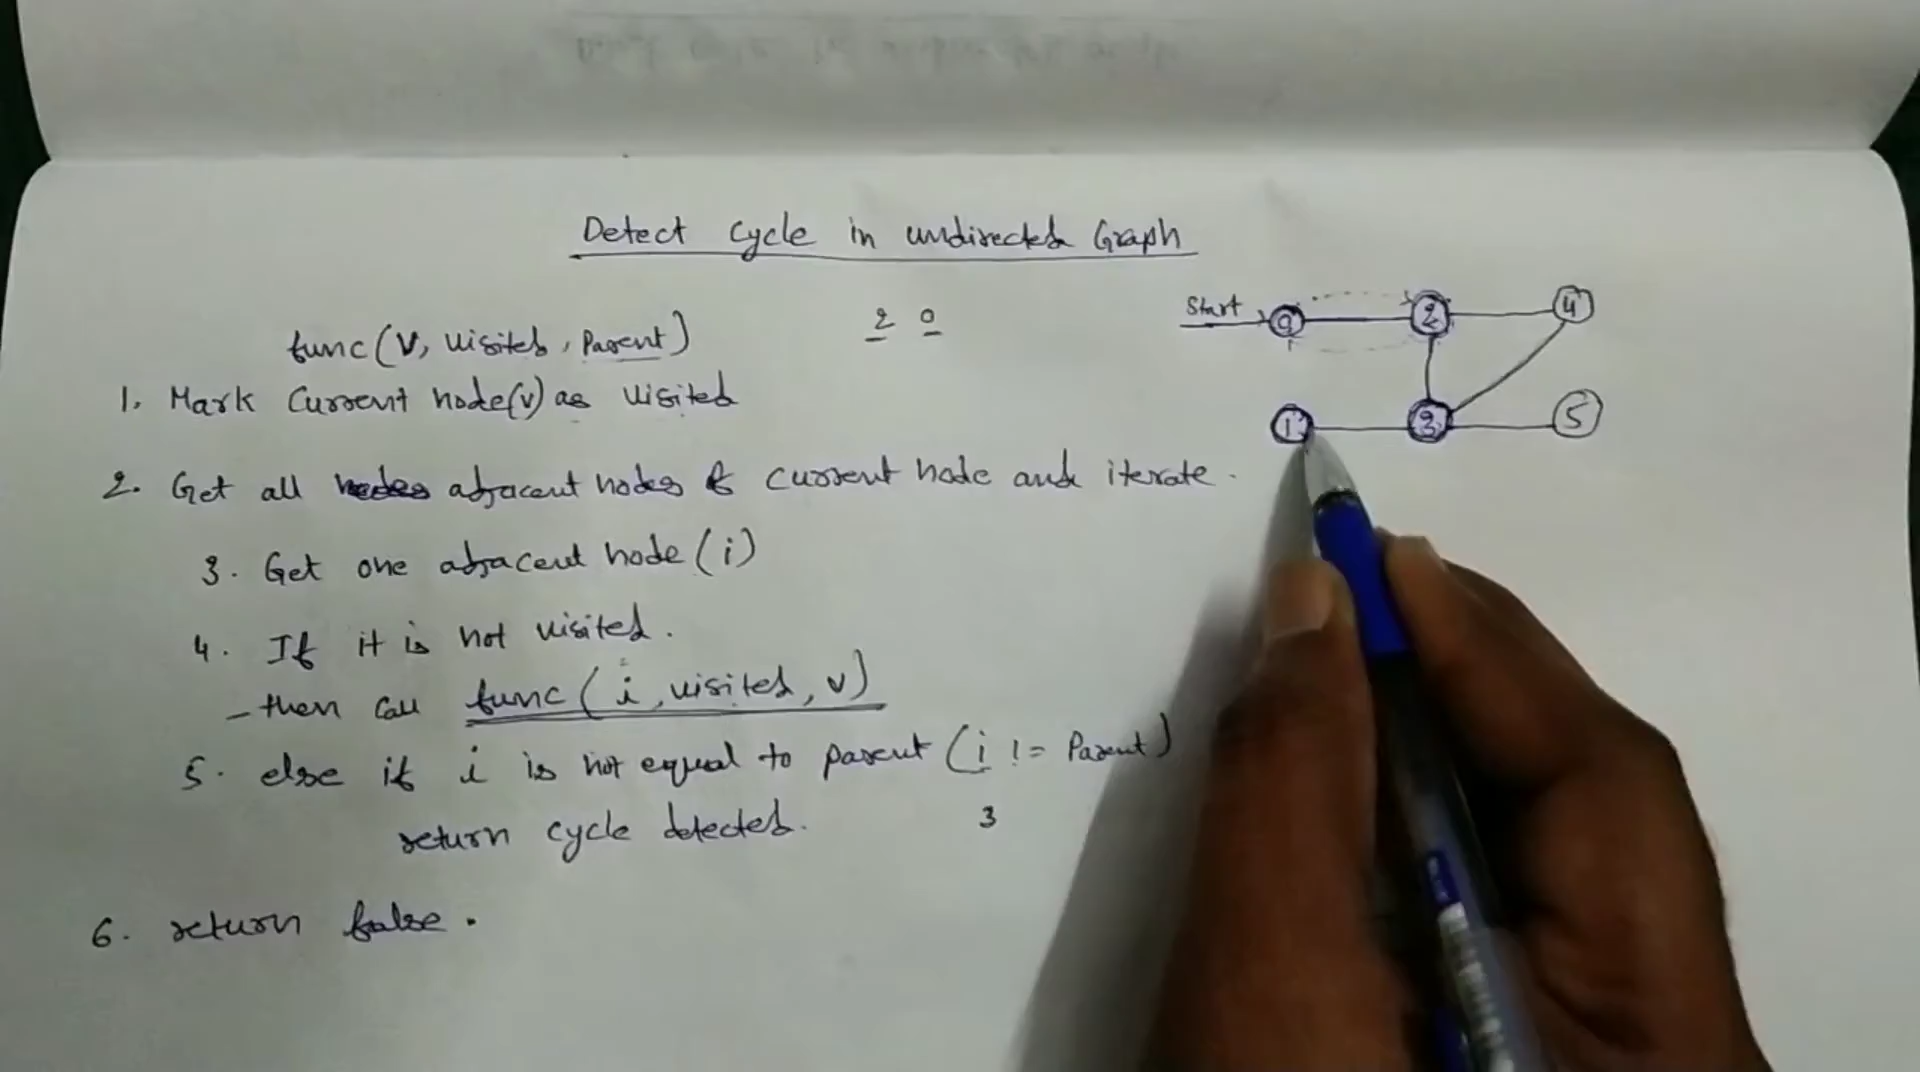 Detect Cycle in undirected Graph
func(V, visited, Parent)
2 0
1. Mark Current node(v) as visited
2. Get all adjacent nodes of current node and iterate.
3. Get one adjacent node (i)
4. If it is not visited.
- then call func(i, visited, v)
5. else if i is not equal to parent (i != Parent)
3
return cycle detected.
6. return false.
Start 0 2 4
1 3 5